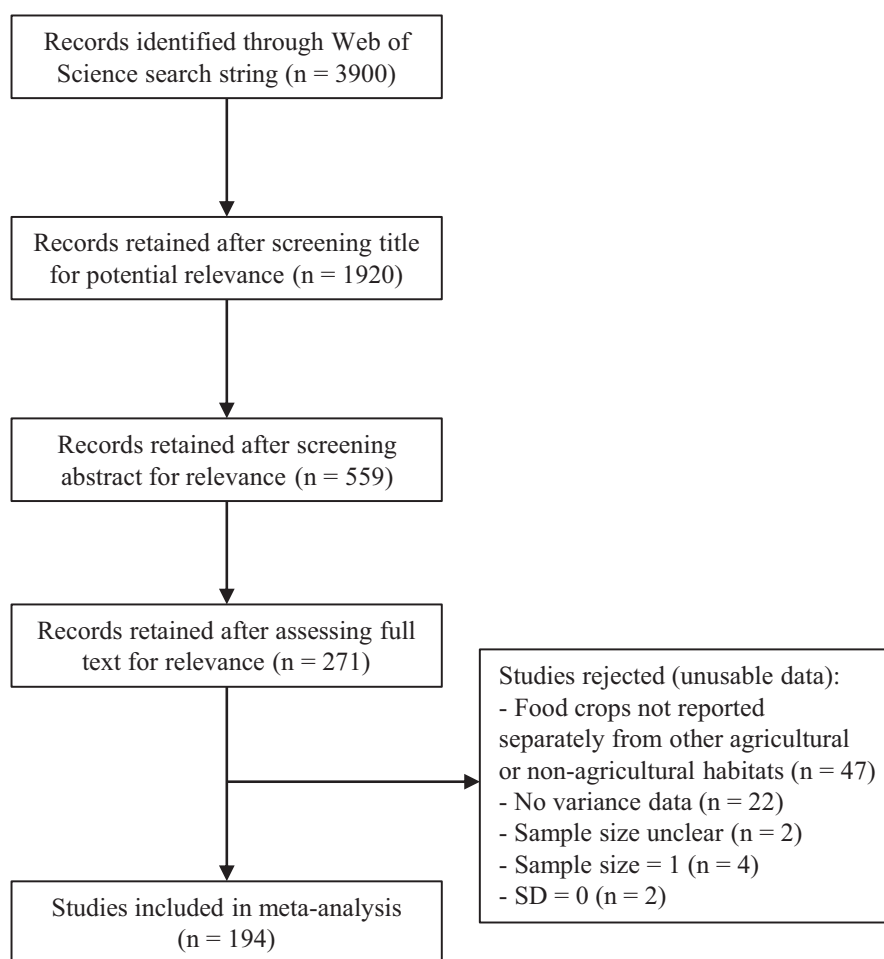 Records identified through Web of
Science search string (n = 3900)
Records retained after screening title
for potential relevance (n = 1920)
Records retained after screening
abstract for relevance (n = 559)
Records retained after assessing full
text for relevance (n = 271)
Studies rejected (unusable data):
- Food crops not reported
separately from other agricultural
or non-agricultural habitats (n = 47)
- No variance data (n = 22)
- Sample size unclear (n = 2)
- Sample size = 1 (n = 4)
- SD = 0 (n = 2)
Studies included in meta-analysis
(n = 194)